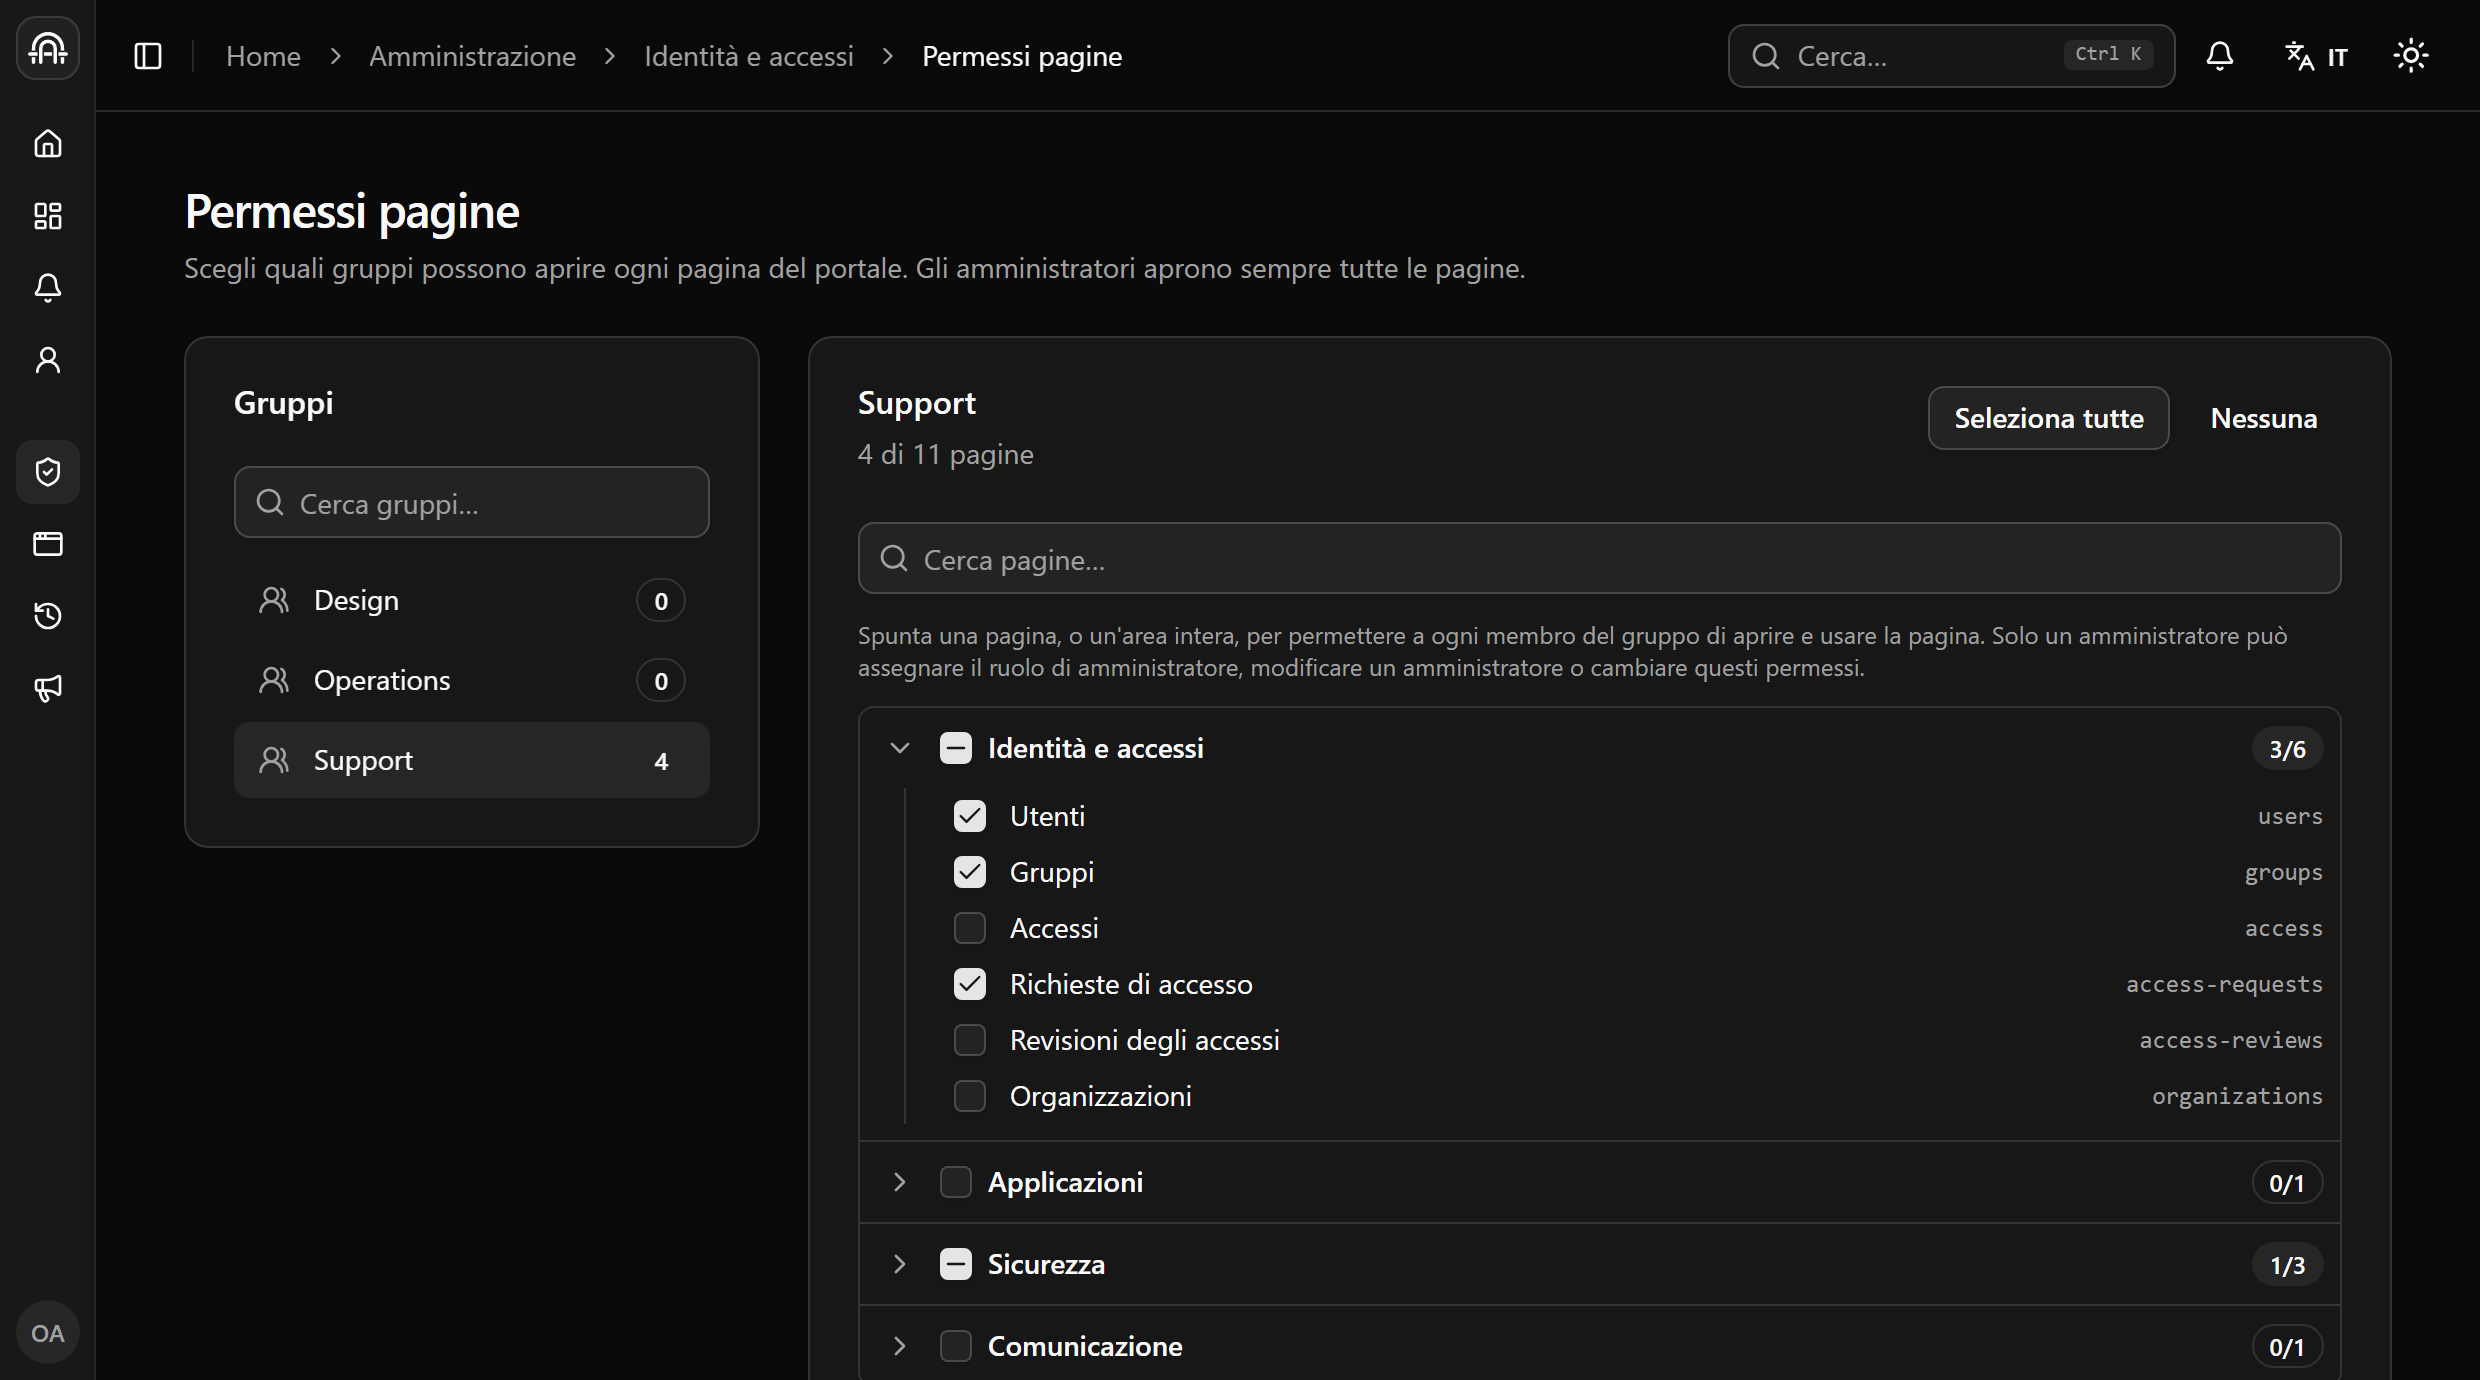 Home > Amministrazione > Identità e accessi > Permessi pagine
Cerca...
Ctrl K
IT
Permessi pagine
Scegli quali gruppi possono aprire ogni pagina del portale. Gli amministratori aprono sempre tutte le pagine.
Gruppi
Cerca gruppi...
Design 0
Operations 0
Support 4
Support
4 di 11 pagine
Seleziona tutte
Nessuna
Cerca pagine...
Spunta una pagina, o un'area intera, per permettere a ogni membro del gruppo di aprire e usare la pagina. Solo un amministratore può
assegnare il ruolo di amministratore, modificare un amministratore o cambiare questi permessi.
Identità e accessi 3/6
Utenti users
Gruppi groups
Accessi access
Richieste di accesso access-requests
Revisioni degli accessi access-reviews
Organizzazioni organizations
Applicazioni 0/1
Sicurezza 1/3
Comunicazione 0/1
OA